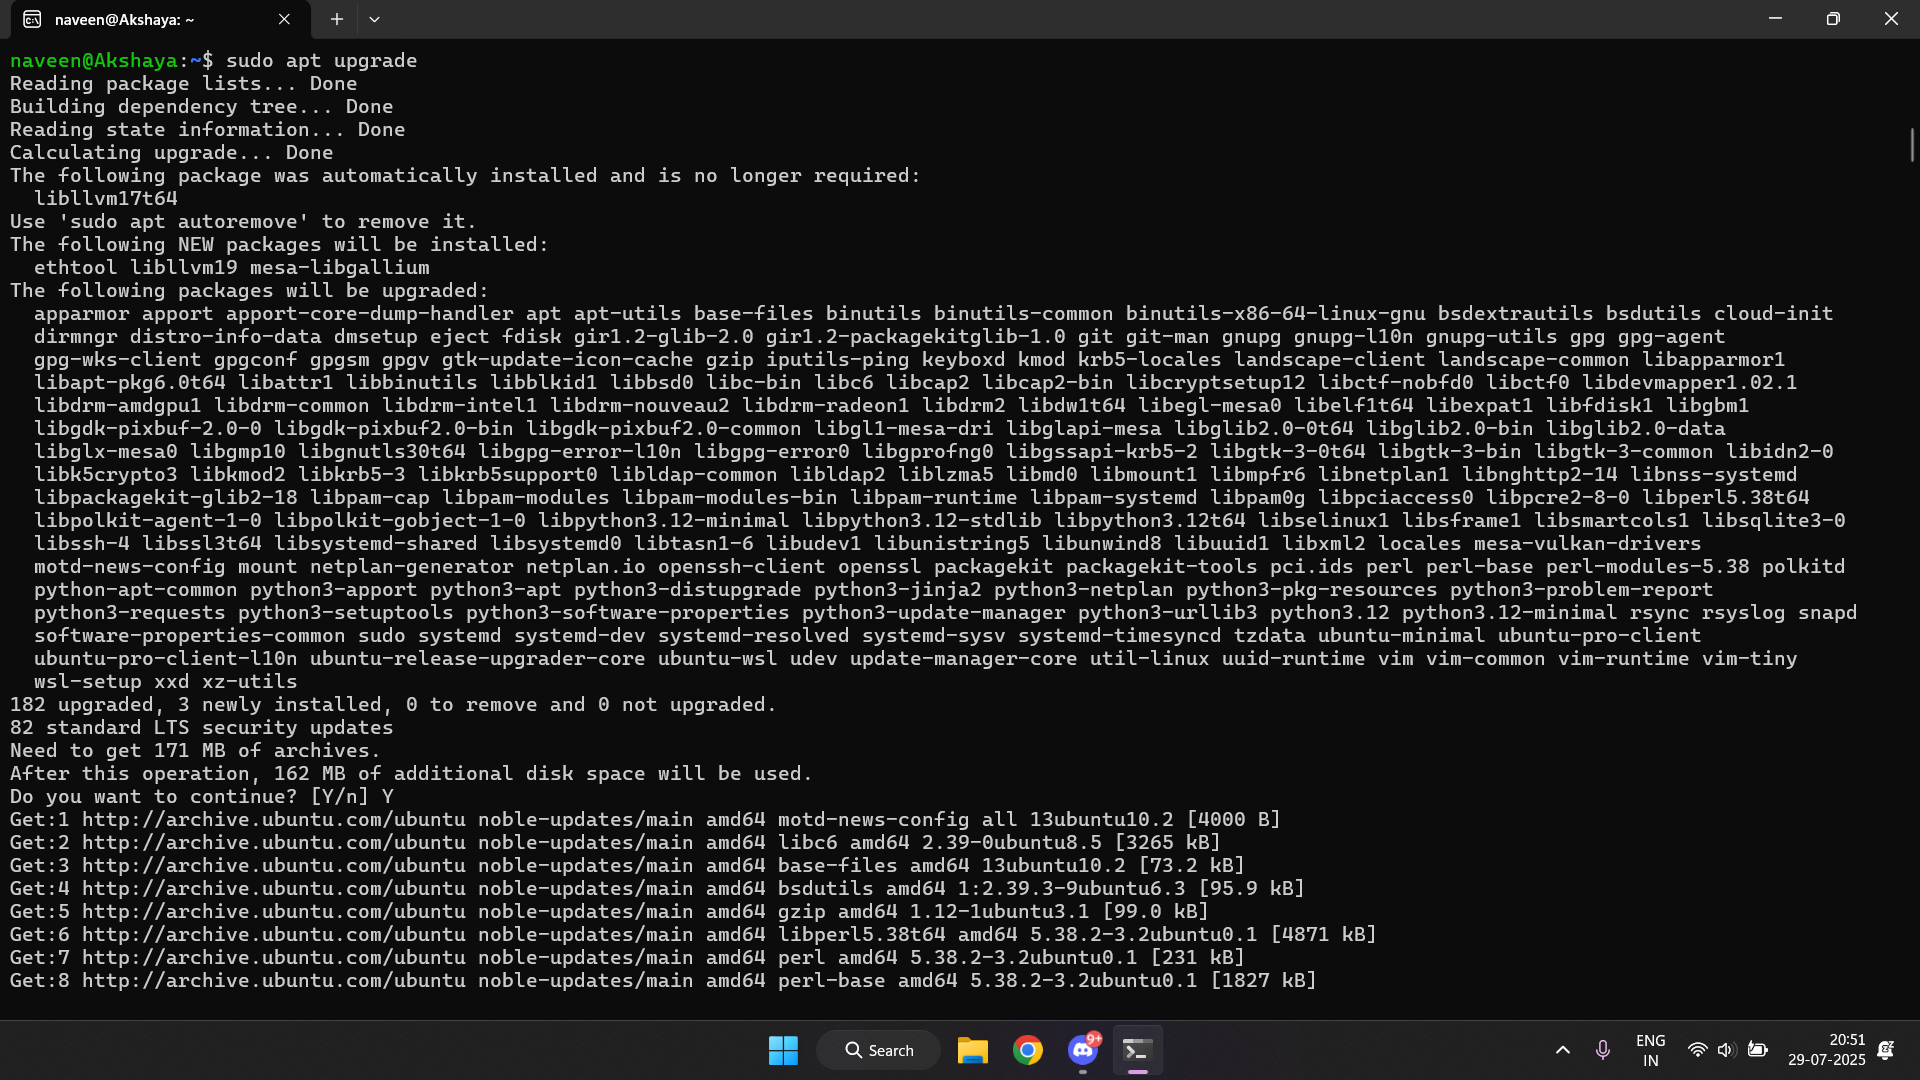 naveen@Akshaya: ~
naveen@Akshaya:~$ sudo apt upgrade
Reading package lists... Done
Building dependency tree... Done
Reading state information... Done
Calculating upgrade... Done
The following package was automatically installed and is no longer required:
  libllvm17t64
Use 'sudo apt autoremove' to remove it.
The following NEW packages will be installed:
  ethtool libllvm19 mesa-libgallium
The following packages will be upgraded:
  apparmor apport apport-core-dump-handler apt apt-utils base-files binutils binutils-common binutils-x86-64-linux-gnu bsdextrautils bsdutils cloud-init
  dirmngr distro-info-data dmsetup eject fdisk gir1.2-glib-2.0 gir1.2-packagekitglib-1.0 git git-man gnupg gnupg-l10n gnupg-utils gpg gpg-agent
  gpg-wks-client gpgconf gpgsm gpgv gtk-update-icon-cache gzip iputils-ping keyboxd kmod krb5-locales landscape-client landscape-common libapparmor1
  libapt-pkg6.0t64 libattr1 libbinutils libblkid1 libbsd0 libc-bin libc6 libcap2 libcap2-bin libcryptsetup12 libctf-nobfd0 libctf0 libdevmapper1.02.1
  libdrm-amdgpu1 libdrm-common libdrm-intel1 libdrm-nouveau2 libdrm-radeon1 libdrm2 libdw1t64 libegl-mesa0 libelf1t64 libexpat1 libfdisk1 libgbm1
  libgdk-pixbuf-2.0-0 libgdk-pixbuf2.0-bin libgdk-pixbuf2.0-common libgl1-mesa-dri libglapi-mesa libglib2.0-0t64 libglib2.0-bin libglib2.0-data
  libglx-mesa0 libgmp10 libgnutls30t64 libgpg-error-l10n libgpg-error0 libgprofng0 libgssapi-krb5-2 libgtk-3-0t64 libgtk-3-bin libgtk-3-common libidn2-0
  libk5crypto3 libkmod2 libkrb5-3 libkrb5support0 libldap-common libldap2 liblzma5 libmd0 libmount1 libmpfr6 libnetplan1 libnghttp2-14 libnss-systemd
  libpackagekit-glib2-18 libpam-cap libpam-modules libpam-modules-bin libpam-runtime libpam-systemd libpam0g libpciaccess0 libpcre2-8-0 libperl5.38t64
  libpolkit-agent-1-0 libpolkit-gobject-1-0 libpython3.12-minimal libpython3.12-stdlib libpython3.12t64 libselinux1 libsframe1 libsmartcols1 libsqlite3-0
  libssh-4 libssl3t64 libsystemd-shared libsystemd0 libtasn1-6 libudev1 libunistring5 libunwind8 libuuid1 libxml2 locales mesa-vulkan-drivers
  motd-news-config mount netplan-generator netplan.io openssh-client openssl packagekit packagekit-tools pci.ids perl perl-base perl-modules-5.38 polkitd
  python-apt-common python3-apport python3-apt python3-distupgrade python3-jinja2 python3-netplan python3-pkg-resources python3-problem-report
  python3-requests python3-setuptools python3-software-properties python3-update-manager python3-urllib3 python3.12 python3.12-minimal rsync rsyslog snapd
  software-properties-common sudo systemd systemd-dev systemd-resolved systemd-sysv systemd-timesyncd tzdata ubuntu-minimal ubuntu-pro-client
  ubuntu-pro-client-l10n ubuntu-release-upgrader-core ubuntu-wsl udev update-manager-core util-linux uuid-runtime vim vim-common vim-runtime vim-tiny
  wsl-setup xxd xz-utils
182 upgraded, 3 newly installed, 0 to remove and 0 not upgraded.
82 standard LTS security updates
Need to get 171 MB of archives.
After this operation, 162 MB of additional disk space will be used.
Do you want to continue? [Y/n] Y
Get:1 http://archive.ubuntu.com/ubuntu noble-updates/main amd64 motd-news-config all 13ubuntu10.2 [4000 B]
Get:2 http://archive.ubuntu.com/ubuntu noble-updates/main amd64 libc6 amd64 2.39-0ubuntu8.5 [3265 kB]
Get:3 http://archive.ubuntu.com/ubuntu noble-updates/main amd64 base-files amd64 13ubuntu10.2 [73.2 kB]
Get:4 http://archive.ubuntu.com/ubuntu noble-updates/main amd64 bsdutils amd64 1:2.39.3-9ubuntu6.3 [95.9 kB]
Get:5 http://archive.ubuntu.com/ubuntu noble-updates/main amd64 gzip amd64 1.12-1ubuntu3.1 [99.0 kB]
Get:6 http://archive.ubuntu.com/ubuntu noble-updates/main amd64 libperl5.38t64 amd64 5.38.2-3.2ubuntu0.1 [4871 kB]
Get:7 http://archive.ubuntu.com/ubuntu noble-updates/main amd64 perl amd64 5.38.2-3.2ubuntu0.1 [231 kB]
Get:8 http://archive.ubuntu.com/ubuntu noble-updates/main amd64 perl-base amd64 5.38.2-3.2ubuntu0.1 [1827 kB]
Search
9+
ENG
IN
20:51
29-07-2025